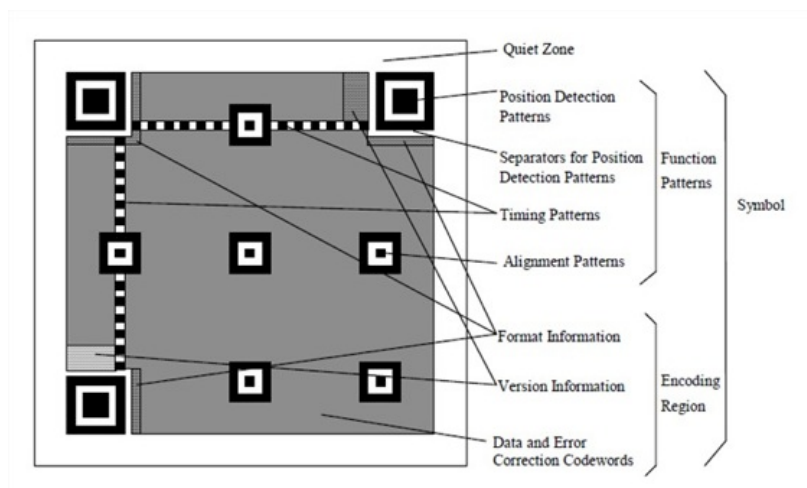 Quiet Zone
Position Detection
Patterns
Separators for Position
Detection Patterns
Function
Patterns
Symbol
Timing Patterns
Alignment Patterns
Format Information
Version Information
Encoding
Region
Data and Error
Correction Codewords